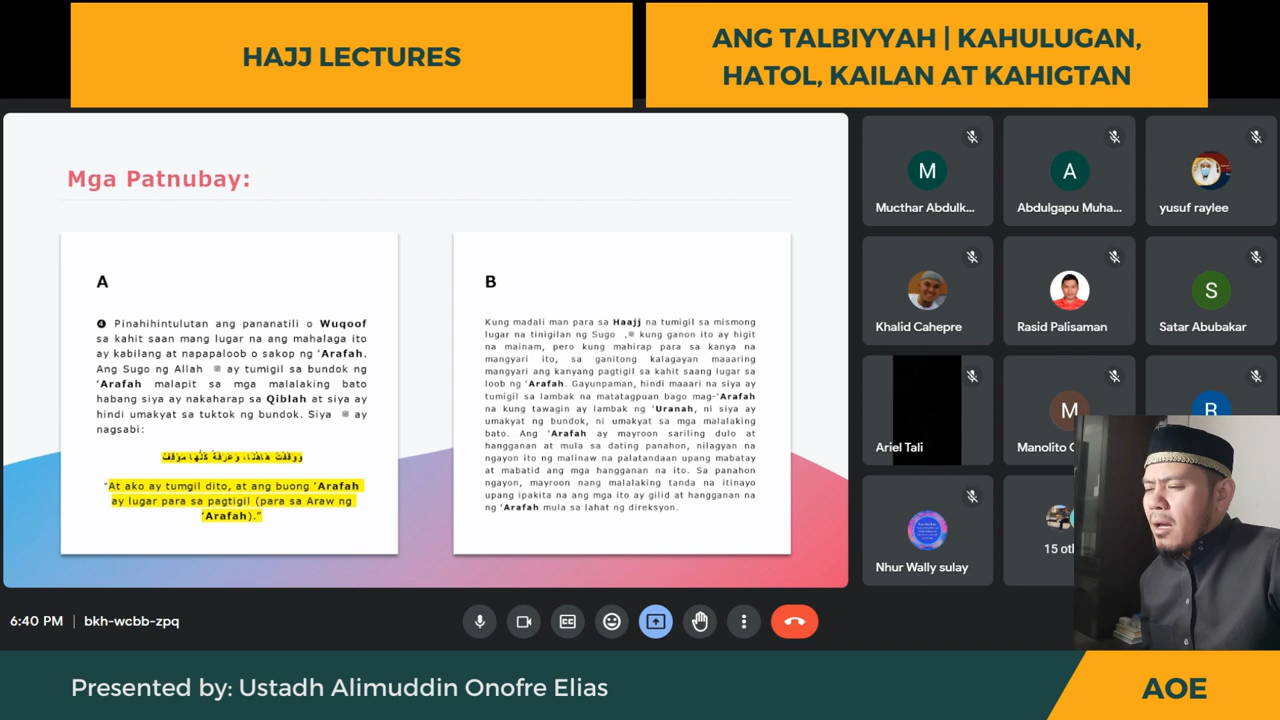 HAJJ LECTURES
ANG TALBIYYAH | KAHULUGAN,
HATOL, KAILAN AT KAHIGTAN
Mga Patnubay:
A
❹ Pinahihintulutan ang pananatili o Wuqoof
sa kahit saan mang lugar na ang mahalaga ito
ay kabilang at napapaloob o sakop ng ‘Arafah.
Ang Sugo ng Allah ﷺ ay tumigil sa bundok ng
‘Arafah malapit sa mga malalaking bato
habang siya ay nakaharap sa Qiblah at siya ay
hindi umakyat sa tuktok ng bundok. Siya ﷺ ay
nagsabi:
وَوَقَفْتُ هَاهُنَا، وَعَرَفَةُ كُلُّهَا مَوْقِفٌ
“At ako ay tumgil dito, at ang buong ‘Arafah
ay lugar para sa pagtigil (para sa Araw ng
‘Arafah).”
B
Kung madali man para sa Haajj na tumigil sa mismong
lugar na tinigilan ng Sugo ,ﷺ kung ganon ito ay higit
na mainam, pero kung mahirap para sa kanya na
mangyari ito, sa ganitong kalagayan maaaring
mangyari ang kanyang pagtigil sa kahit saang lugar sa
loob ng ‘Arafah. Gayunpaman, hindi maaari na siya ay
tumigil sa lambak na matatagpuan bago mag-‘Arafah
na kung tawagin ay lambak ng ‘Uranah, ni siya ay
umakyat ng bundok, ni umakyat sa mga malalaking
bato. Ang ‘Arafah ay mayroon sariling dulo at
hangganan at mula sa dating panahon, nilagyan na
ngayon ito ng malinaw na palatandaan upang mabatay
at mabatid ang mga hangganan na ito. Sa panahon
ngayon, mayroon nang malalaking tanda na itinayo
upang ipakita na ang mga ito ay gilid at hangganan na
ng ‘Arafah mula sa lahat ng direksyon.
M
Mucthar Abdulk...
A
Abdulgapu Muha...
yusuf raylee
Khalid Cahepre
Rasid Palisaman
S
Satar Abubakar
Ariel Tali
M
Manolito
B
Nhur Wally sulay
15 ot
6:40 PM | bkh-wcbb-zpq
Presented by: Ustadh Alimuddin Onofre Elias
AOE